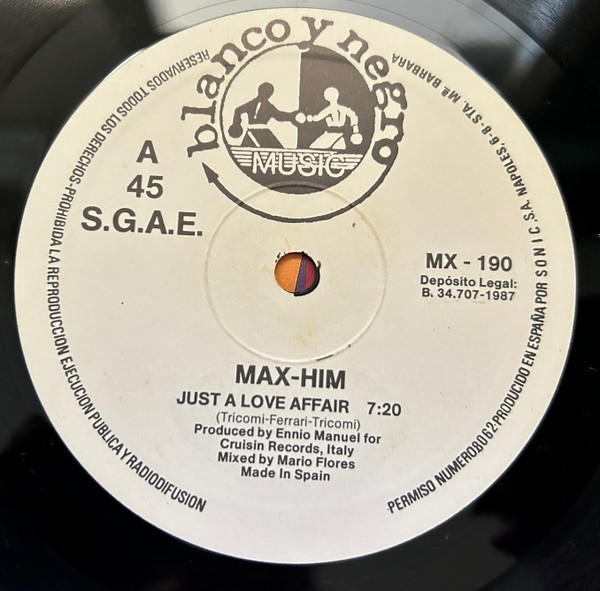 blanco y negro
MUSIC
A
45
S.G.A.E.
MX - 190
Depósito Legal:
B. 34.707-1987
MAX-HIM
JUST A LOVE AFFAIR 7:20
(Tricomi-Ferrari-Tricomi)
Produced by Ennio Manuel for
Cruisin Records, Italy
Mixed by Mario Flores
Made In Spain
RESERVADOS TODOS LOS DERECHOS-PROHIBIDA LA REPRODUCCION EJECUCION PUBLICA Y RADIODIFUSION
PERMISO NUMERO 8062-PRODUCIDO EN ESPAÑA POR SONIC, S.A. NAPOLES, 6-8-STA. Mª. BARBARA